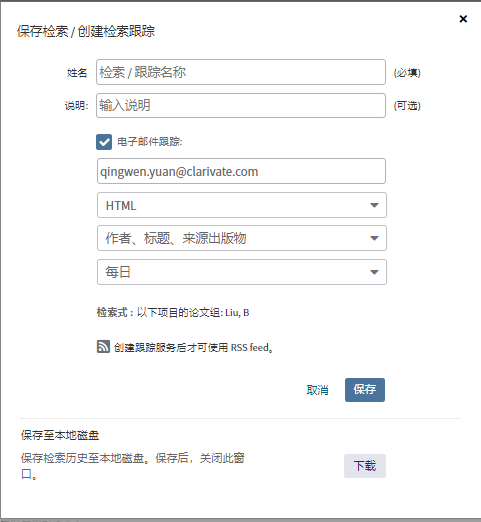 ×
保存检索 / 创建检索跟踪
姓名 检索 / 跟踪名称 (必填)
说明: 输入说明 (可选)
电子邮件跟踪:
qingwen.yuan@clarivate.com
HTML
作者、标题、来源出版物
每日
检索式：以下项目的论文组: Liu, B
创建跟踪服务后才可使用 RSS feed。
取消 保存
保存至本地磁盘
保存检索历史至本地磁盘。保存后，关闭此窗
口。
下载